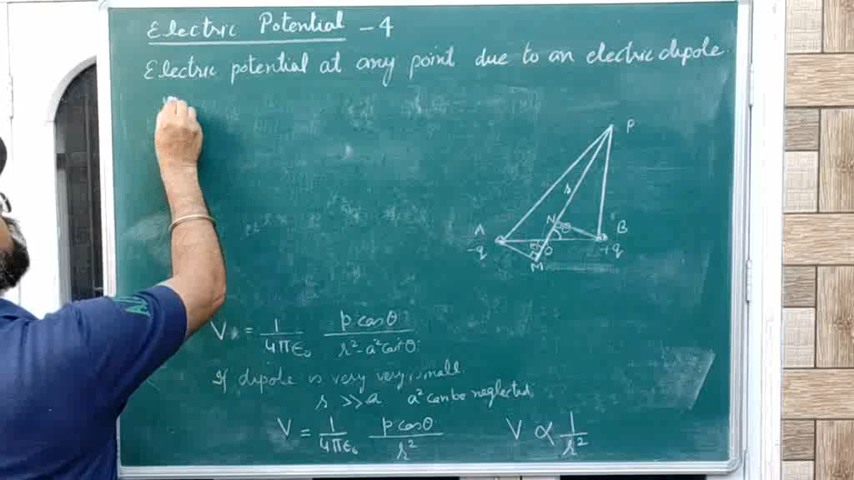 Electric Potential - 4
Electric potential at any point due to an electric dipole
P
r
N
θ
A
B
-q
+q
θ
O
M
V = 1/4πε₀ p cosθ/r²-a²cos²θ
If dipole is very very small
r >> a a² can be neglected
V = 1/4πε₀ p cosθ/r² V ∝ 1/r²